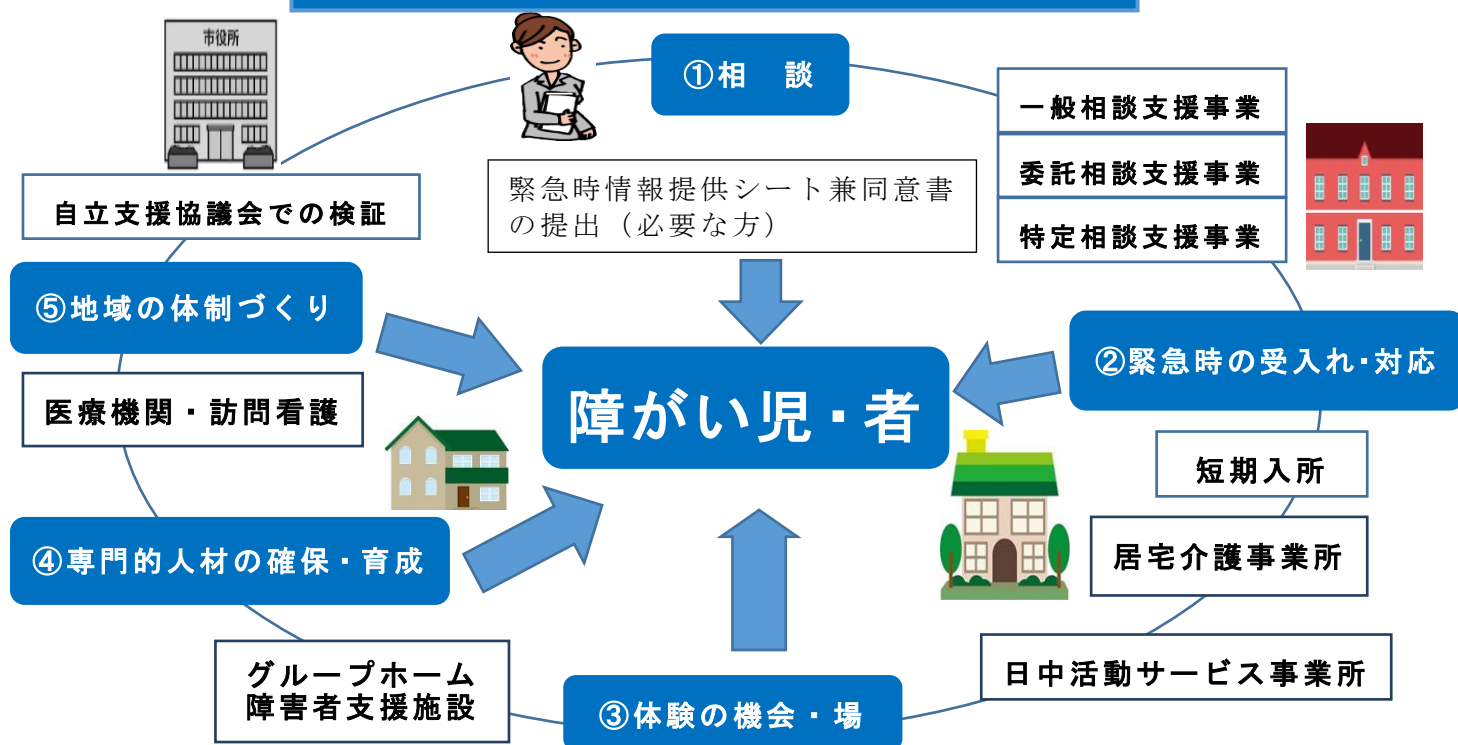 市役所
①相　談
一般相談支援事業
委託相談支援事業
特定相談支援事業
緊急時情報提供シート兼同意書
の提出（必要な方）
自立支援協議会での検証
⑤地域の体制づくり
②緊急時の受入れ・対応
障がい児・者
医療機関・訪問看護
短期入所
④専門的人材の確保・育成
居宅介護事業所
グループホーム
障害者支援施設
日中活動サービス事業所
③体験の機会・場